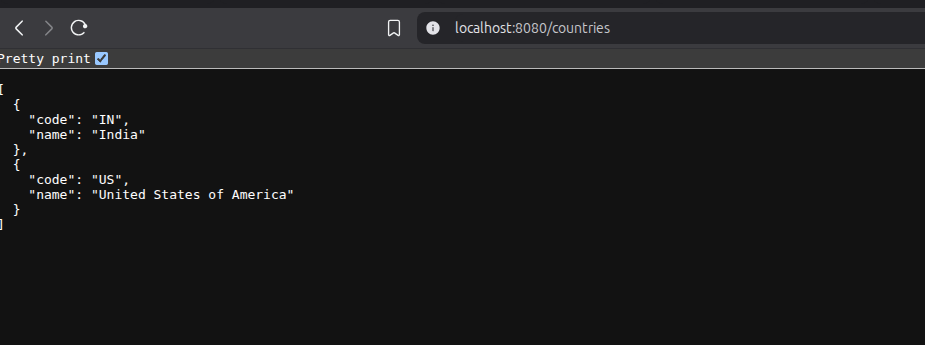 localhost:8080/countries
Pretty print
[
  {
    "code": "IN",
    "name": "India"
  },
  {
    "code": "US",
    "name": "United States of America"
  }
]